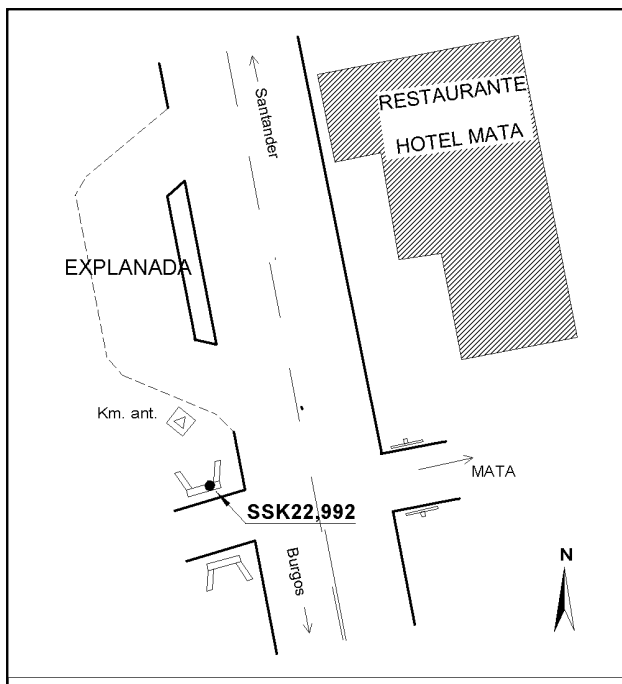 Santander
RESTAURANTE
HOTEL MATA
EXPLANADA
Km. ant.
MATA
SSK22,992
Burgos
N